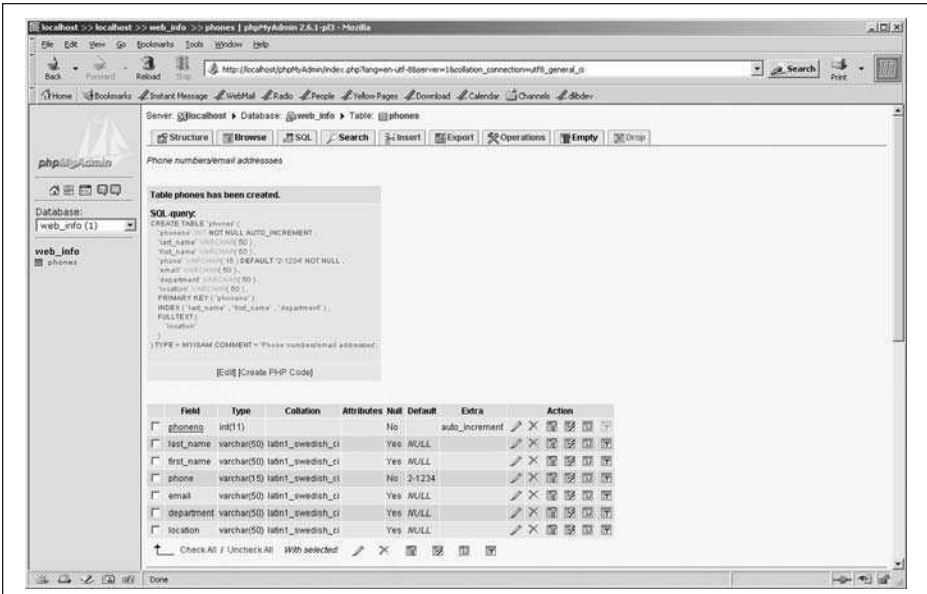 localhost >> localhost >> web_info >> phones | phpMyAdmin 2.6.1-pl3 - Mozilla
File Edit View Go Bookmarks Tools Window Help
Back Forward Reload Stop http://localhost/phpMyAdmin/index.php?lang=en-utf-8&server=1&collation_connection=utf8_general_ci Search Print
Home Bookmarks Instant Message WebMail Radio People Yellow Pages Download Calendar Channels dbdev
Server: localhost Database: web_info Table: phones
Structure Browse SQL Search Insert Export Operations Empty Drop
phpMyAdmin
Phone numbers/email addressses
Database:
web_info (1)
web_info
phones
Table phones has been created.
SQL-query:
CREATE TABLE `phones` (
`phoneno` INT NOT NULL AUTO_INCREMENT ,
`last_name` VARCHAR( 50 ) ,
`first_name` VARCHAR( 50 ) ,
`phone` VARCHAR( 15 ) DEFAULT '2-1234' NOT NULL ,
`email` VARCHAR( 50 ) ,
`department` VARCHAR( 50 ) ,
`location` VARCHAR( 50 ) ,
PRIMARY KEY ( `phoneno` ) ,
INDEX ( `last_name` , `first_name` , `department` ) ,
FULLTEXT (
`location`
)
) TYPE = MYISAM COMMENT = 'Phone numbers/email addresses';
[Edit] [Create PHP Code]
Field Type Collation Attributes Null Default Extra Action
phoneno int(11) No auto_increment
last_name varchar(50) latin1_swedish_ci Yes NULL
first_name varchar(50) latin1_swedish_ci Yes NULL
phone varchar(15) latin1_swedish_ci No 2-1234
email varchar(50) latin1_swedish_ci Yes NULL
department varchar(50) latin1_swedish_ci Yes NULL
location varchar(50) latin1_swedish_ci Yes NULL
Check All / Uncheck All With selected:
Done